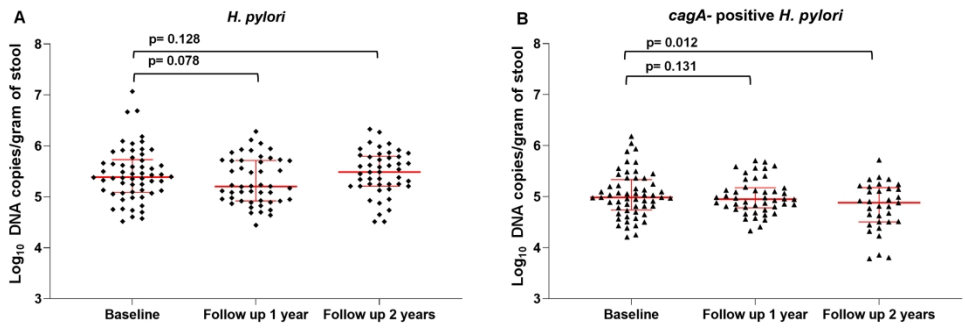 A
H. pylori
Log10 DNA copies/gram of stool
8
7
6
5
4
3
p= 0.128
p= 0.078
Baseline
Follow up 1 year
Follow up 2 years
B
cagA- positive H. pylori
Log10 DNA copies/gram of stool
8
7
6
5
4
3
p= 0.012
p= 0.131
Baseline
Follow up 1 year
Follow up 2 years